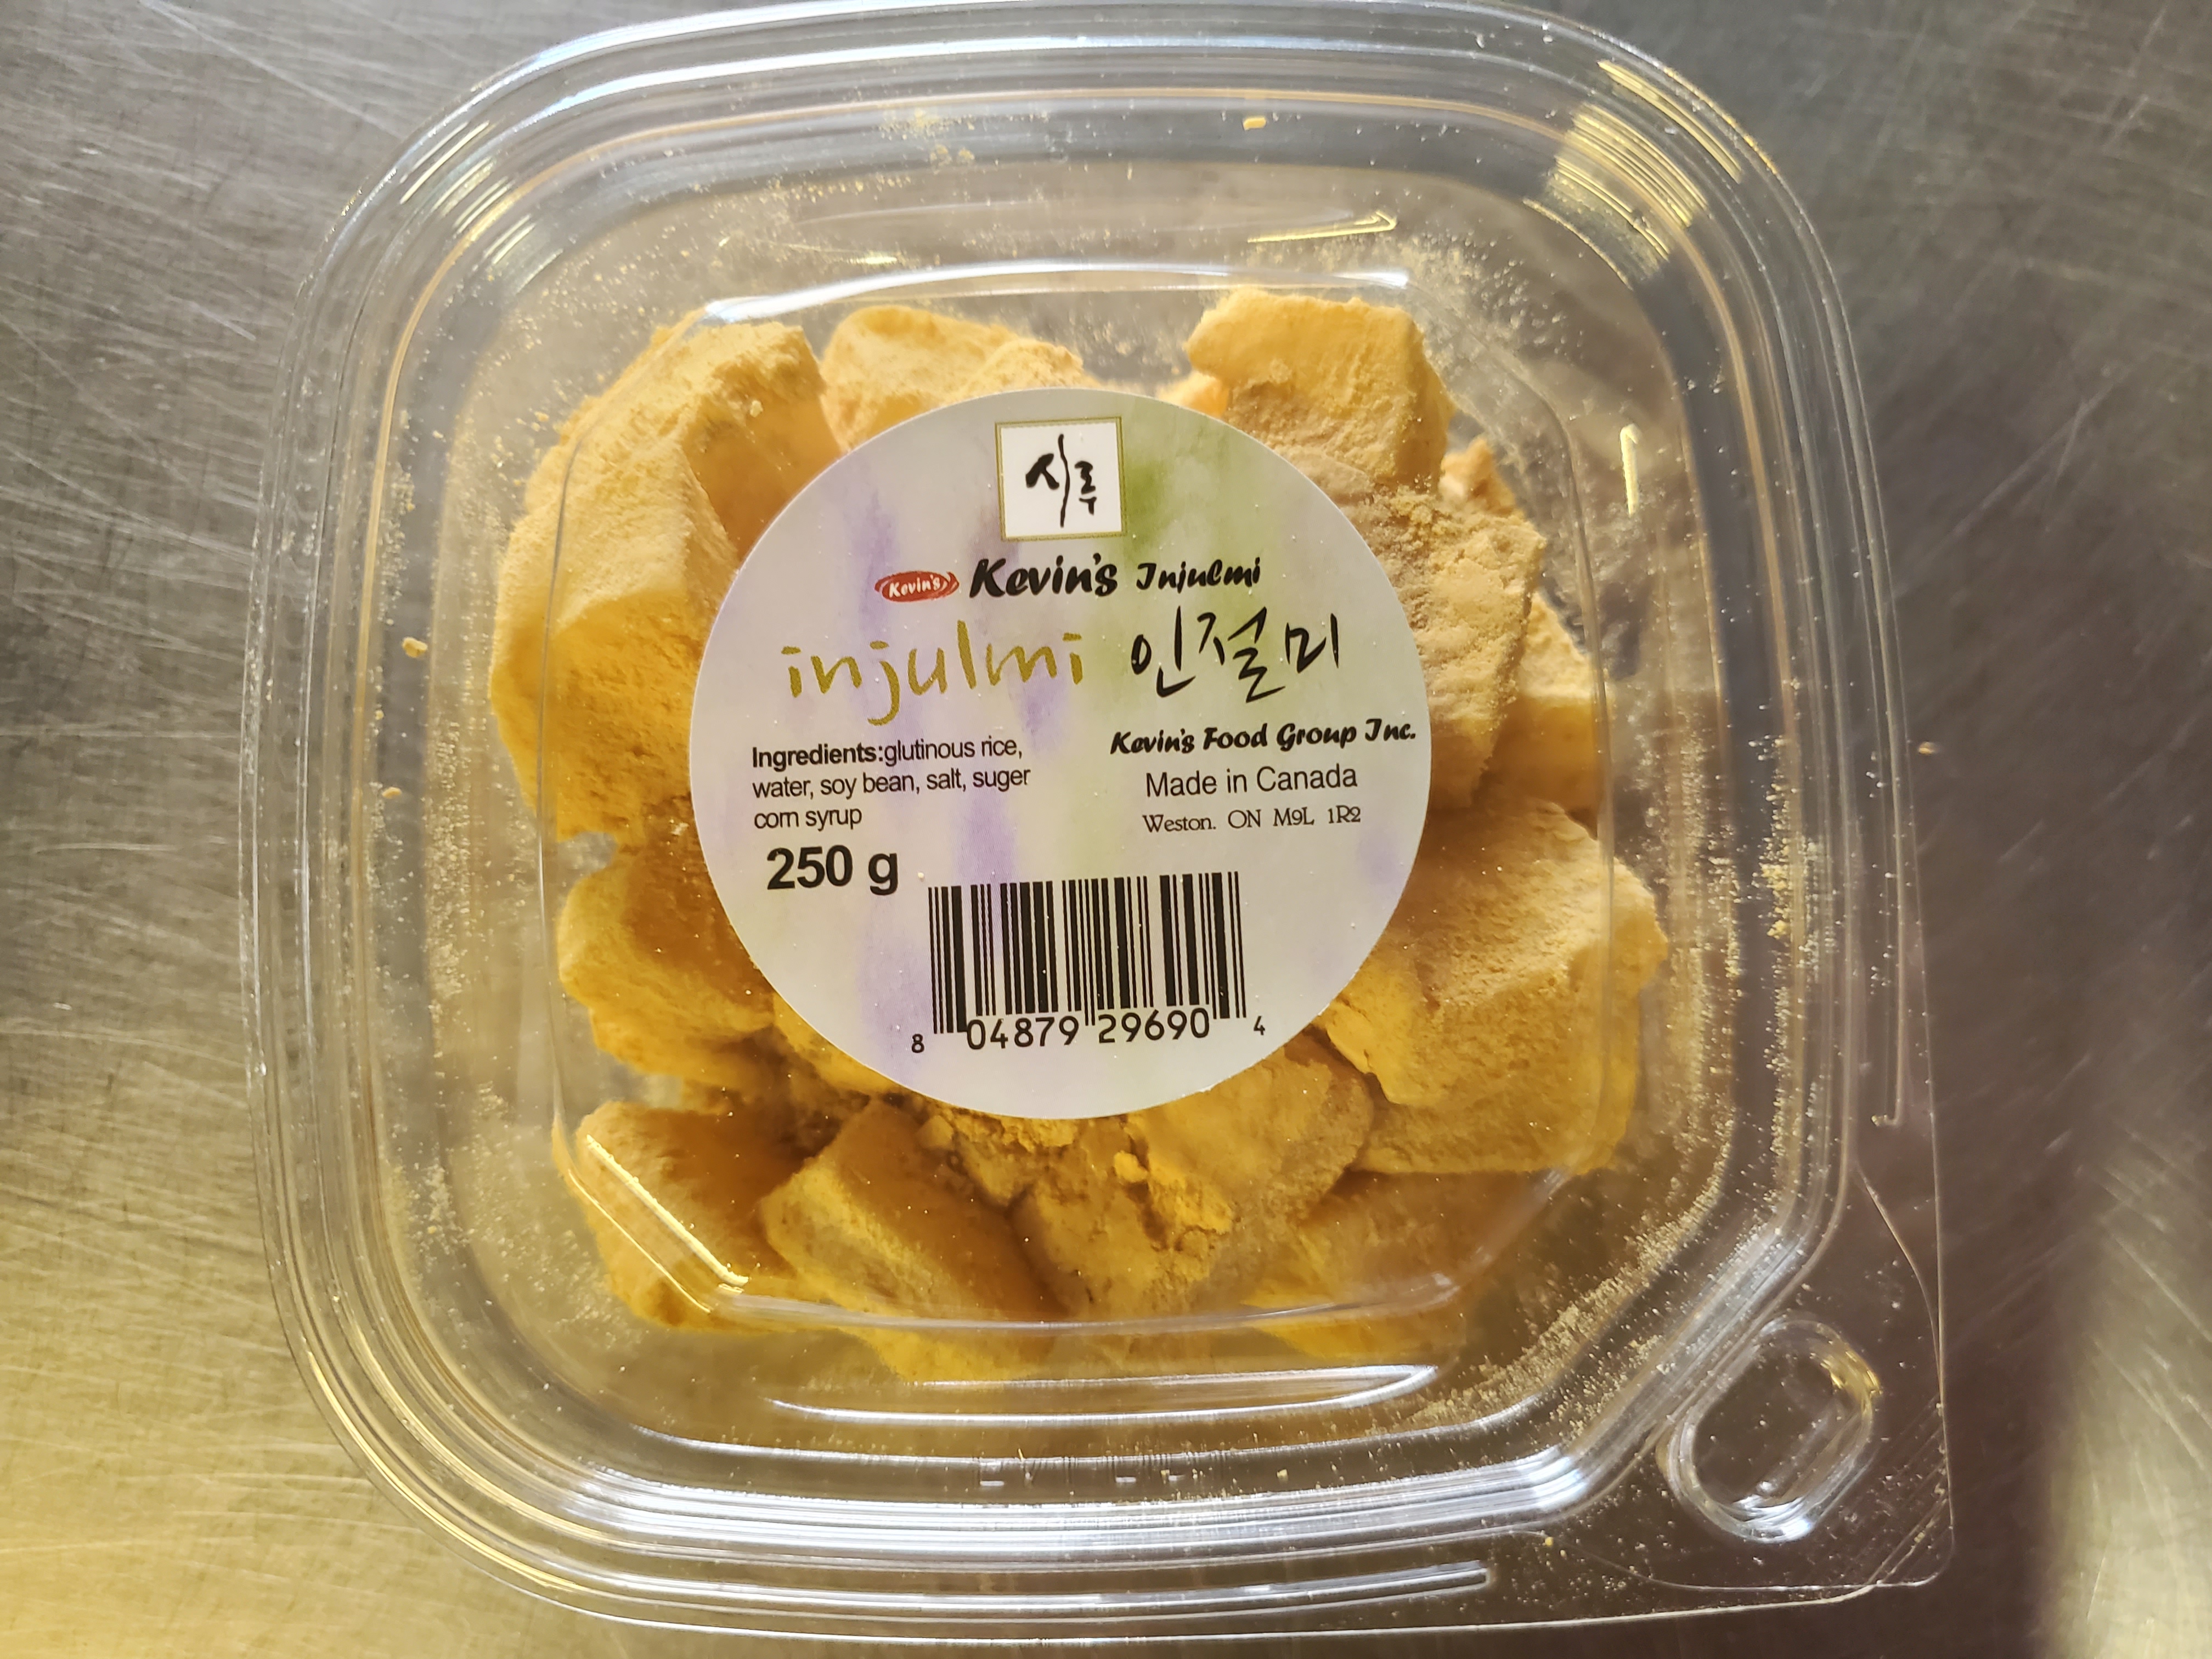 시루
Kevin's Kevin's Injulmi
injulmi 인절미
Ingredients:glutinous rice,
water, soy bean, salt, suger
corn syrup
250 g
Kevin's Food Group Inc.
Made in Canada
Weston. ON M9L 1R2
8 04879 29690 4